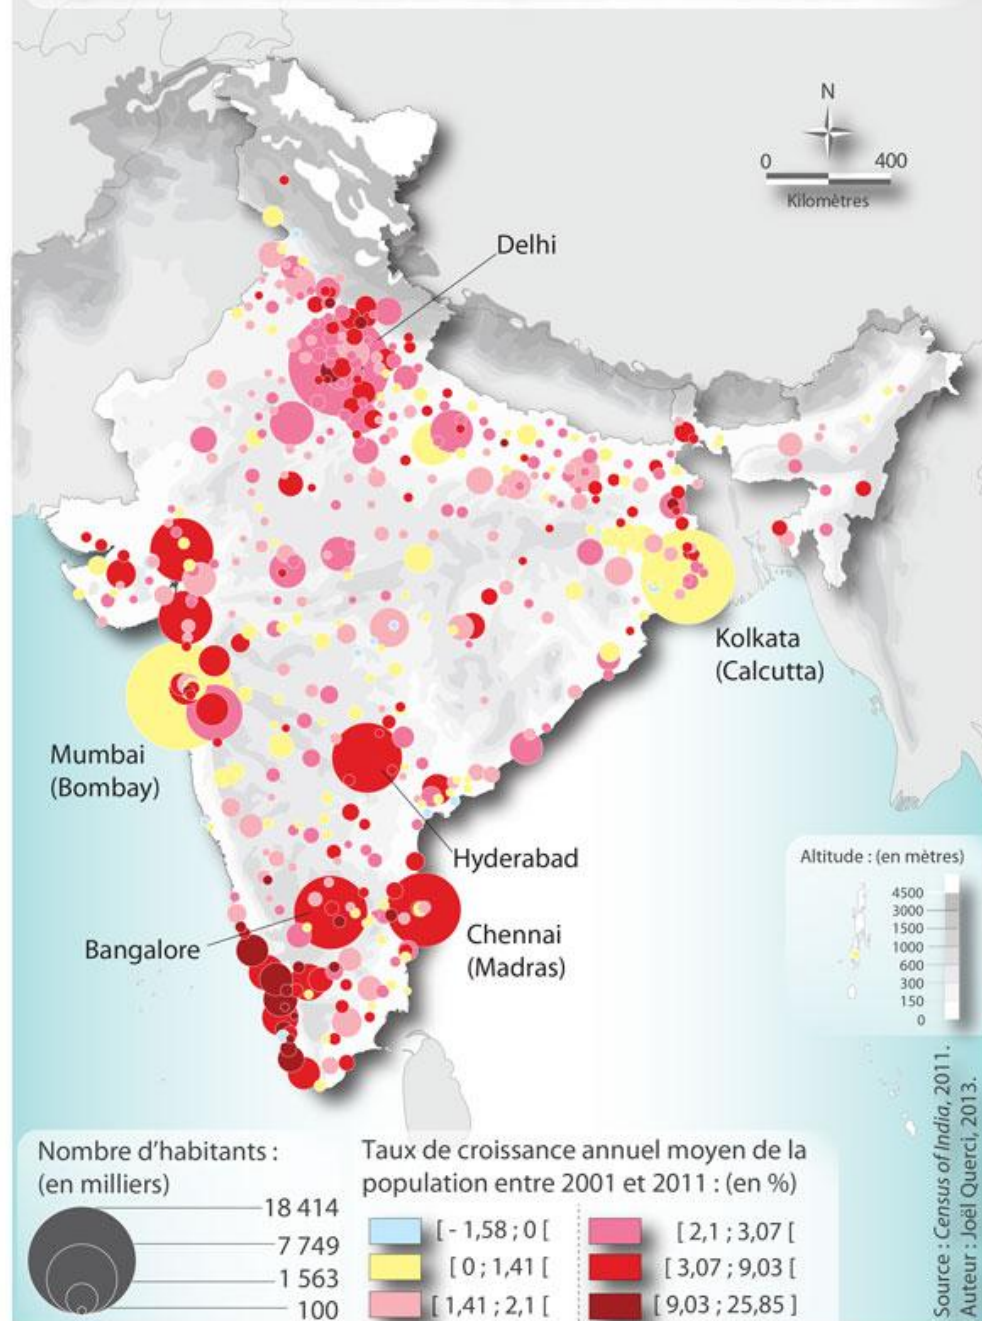 N
0 400
Kilomètres
Delhi
Kolkata
(Calcutta)
Mumbai
(Bombay)
Hyderabad
Bangalore
Chennai
(Madras)
Altitude : (en mètres)
4500
3000
1500
1000
600
300
150
0
Source : Census of India, 2011.
Auteur : Joël Querci, 2013.
Nombre d’habitants :
(en milliers)
18 414
7 749
1 563
100
Taux de croissance annuel moyen de la
population entre 2001 et 2011 : (en %)
[ - 1,58 ; 0 [
[ 0 ; 1,41 [
[ 1,41 ; 2,1 [
[ 2,1 ; 3,07 [
[ 3,07 ; 9,03 [
[ 9,03 ; 25,85 ]